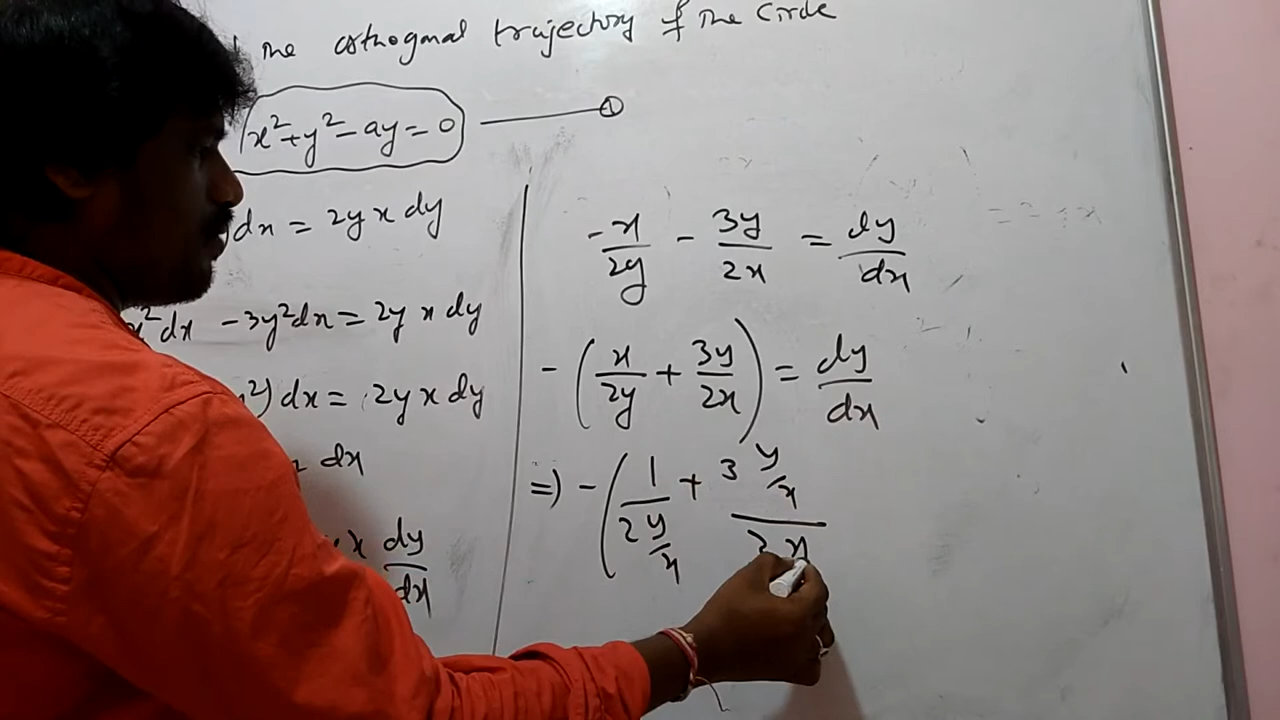 the orthogonal trajectory of the Circle
x² + y² - ay = 0 ——— ①
dx = 2y x dy
x²dx - 3y²dx = 2y x dy
²) dx = 2y x dy
dx
x dy/dx
-x/2y - 3y/2x = dy/dx
- (x/2y + 3y/2x) = dy/dx
=> - (1/(2 y/x) + (3 y/x)/(2 x